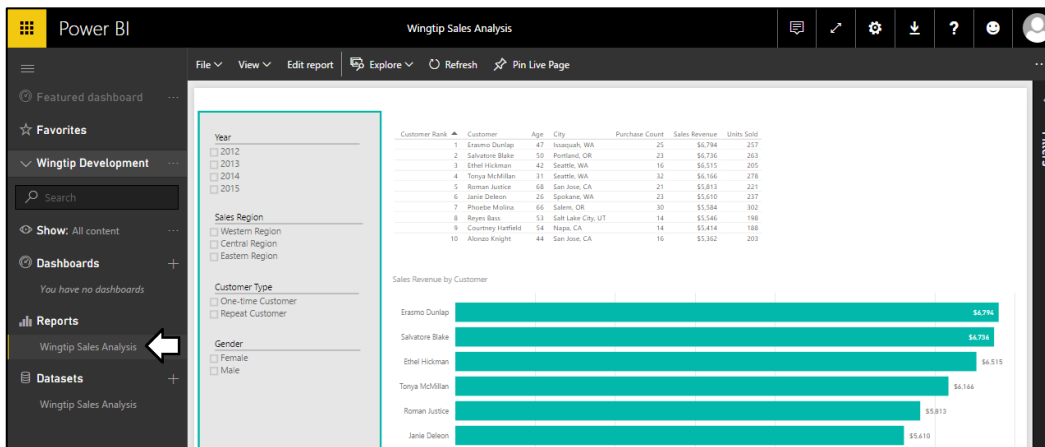 Power BI
Wingtip Sales Analysis
?
File View Edit report Explore Refresh Pin Live Page
Featured dashboard
Favorites
Wingtip Development
Search
Show: All content
Dashboards
You have no dashboards
Reports
Wingtip Sales Analysis
Datasets
Wingtip Sales Analysis
Year
2012
2013
2014
2015
Sales Region
Western Region
Central Region
Eastern Region
Customer Type
One-time Customer
Repeat Customer
Gender
Female
Male
Customer Rank Customer Age City Purchase Count Sales Revenue Units Sold
1 Erasmo Dunlap 47 Issaquah, WA 25 $6,794 257
2 Salvatore Blake 50 Portland, OR 23 $6,736 263
3 Ethel Hickman 42 Seattle, WA 16 $6,515 205
4 Tonya McMillan 31 Seattle, WA 32 $6,166 278
5 Roman Justice 68 San Jose, CA 21 $5,813 221
6 Janie Deleon 26 Spokane, WA 23 $5,610 237
7 Phoebe Molina 66 Salem, OR 30 $5,584 302
8 Reyes Bass 53 Salt Lake City, UT 14 $5,546 198
9 Courtney Hatfield 54 Napa, CA 14 $5,414 188
10 Alonzo Knight 44 San Jose, CA 16 $5,362 203
Sales Revenue by Customer
Erasmo Dunlap $6,794
Salvatore Blake $6,736
Ethel Hickman $6,515
Tonya McMillan $6,166
Roman Justice $5,813
Janie Deleon $5,610